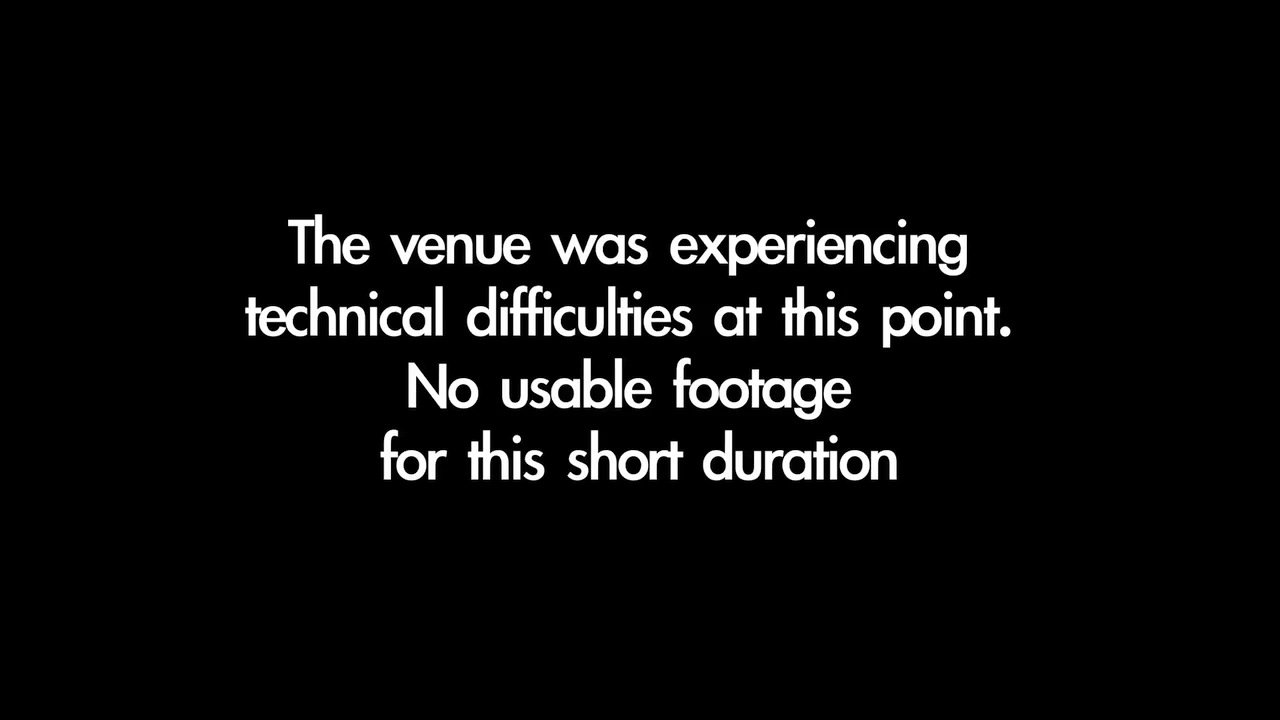 The venue was experiencing
technical difficulties at this point.
No usable footage
for this short duration